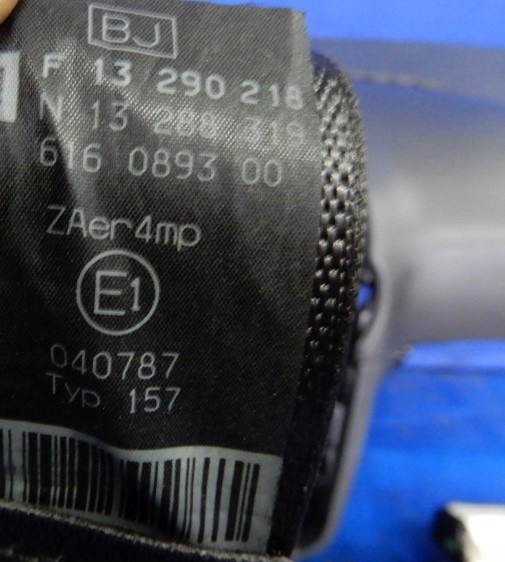 BJ
F 13 290 218
N 13 288 319
616 0893 00
ZAer4mp
E1
040787
Typ 157